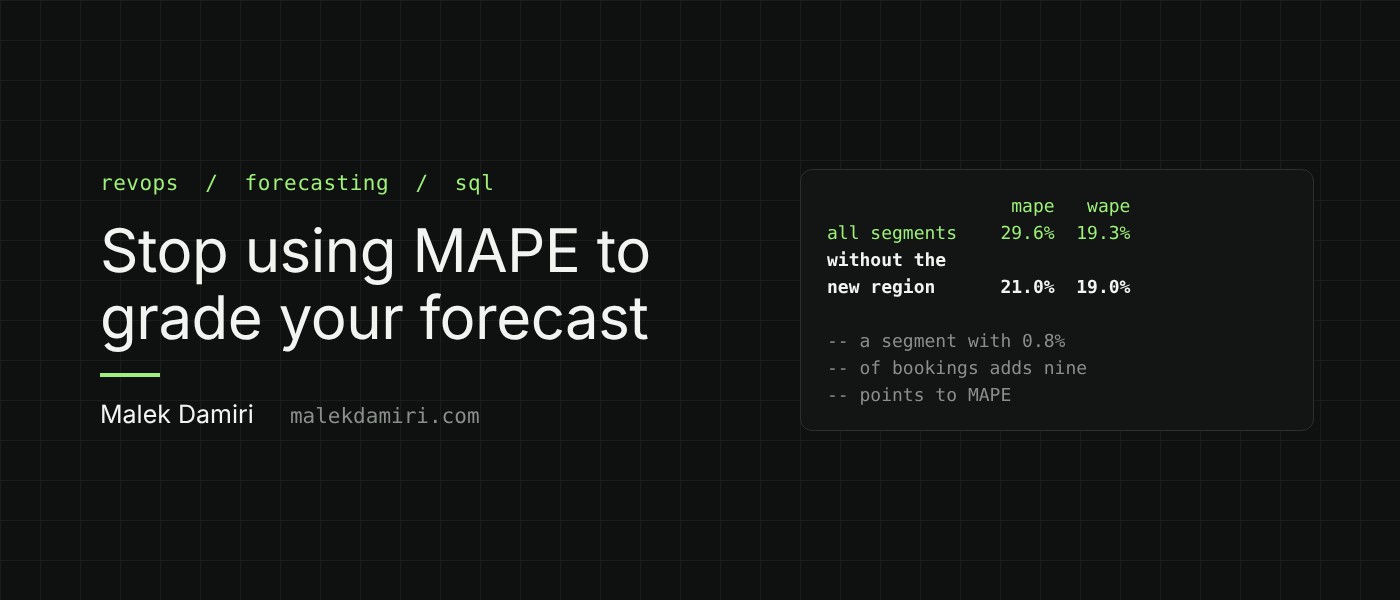 revops / forecasting / sql
Stop using MAPE to
grade your forecast
Malek Damiri malekdamiri.com
mape wape
all segments 29.6% 19.3%
without the
new region 21.0% 19.0%
-- a segment with 0.8%
-- of bookings adds nine
-- points to MAPE